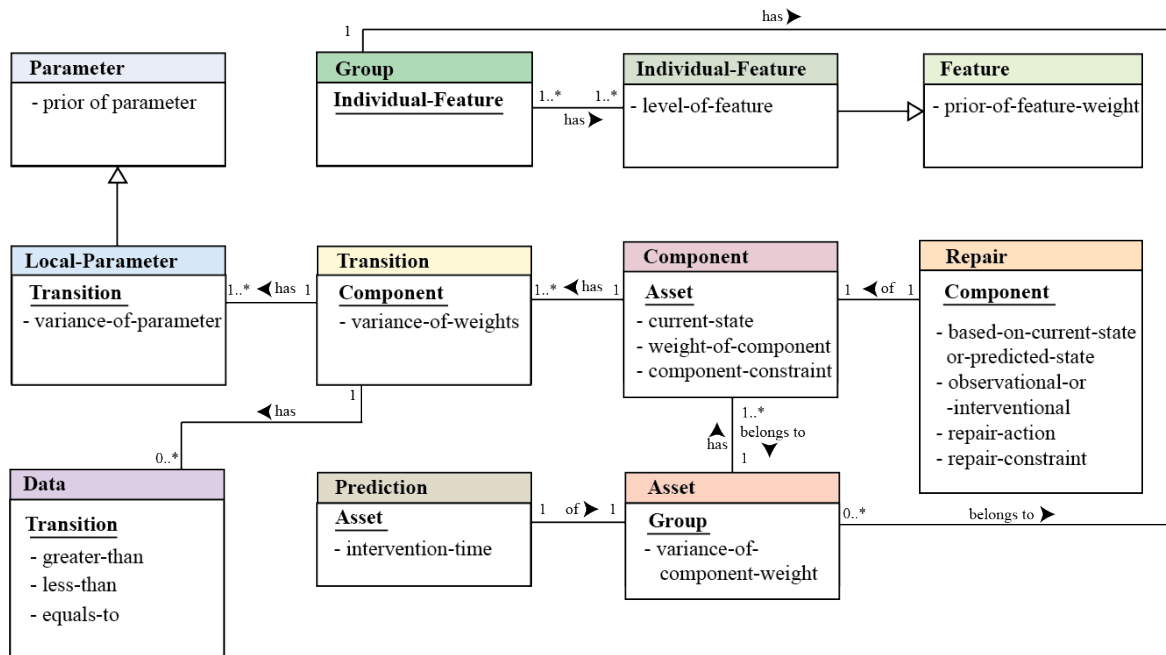 has
1
Parameter
- prior of parameter
Group
Individual-Feature
1..*
1..*
has
Individual-Feature
- level-of-feature
Feature
- prior-of-feature-weight
Local-Parameter
Transition
- variance-of-parameter
1..*
has
1
Transition
Component
- variance-of-weights
1..*
has
1
Component
Asset
- current-state
- weight-of-component
- component-constraint
1
of
1
Repair
Component
- based-on-current-state
or-predicted-state
- observational-or
-interventional
- repair-action
- repair-constraint
1
has
0..*
1..*
belongs to
has
1
Data
Transition
- greater-than
- less-than
- equals-to
Prediction
Asset
- intervention-time
1
of
1
Asset
Group
- variance-of-
component-weight
0..*
belongs to